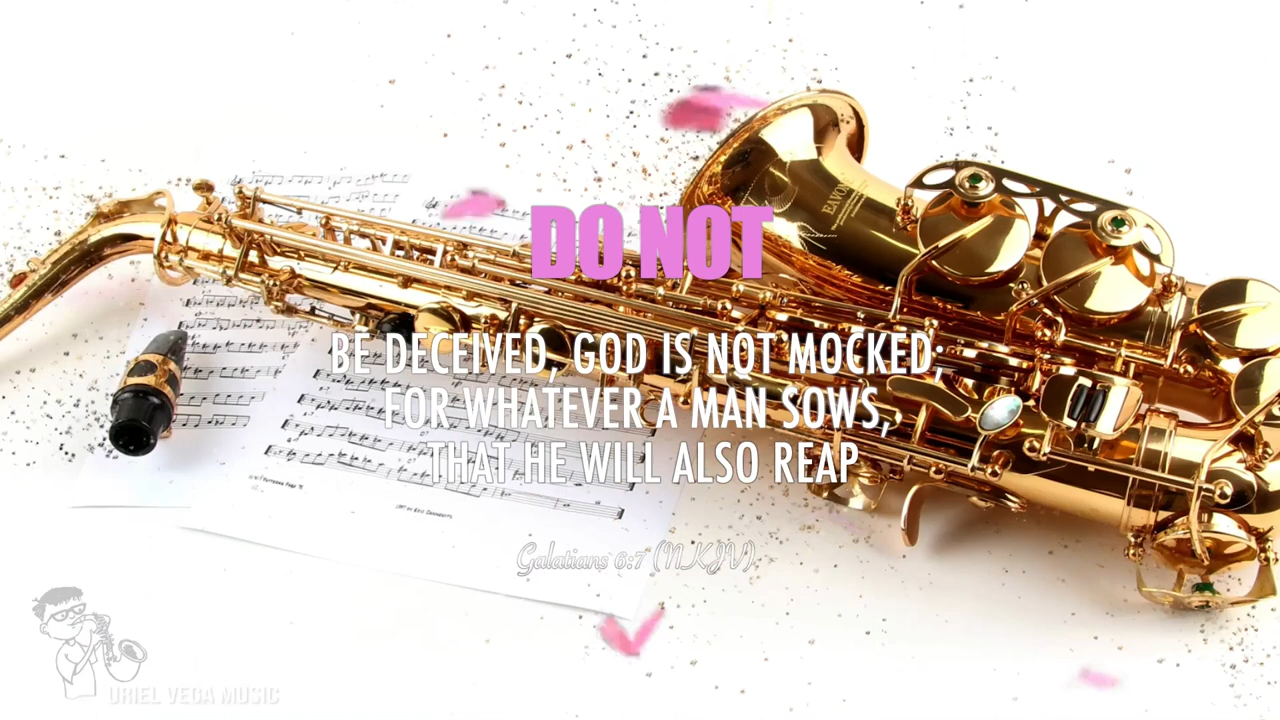 EAVON
DO NOT
BE DECEIVED, GOD IS NOT MOCKED;
FOR WHATEVER A MAN SOWS,
THAT HE WILL ALSO REAP
Galatians 6:7 (NKJV)
URIEL VEGA MUSIC